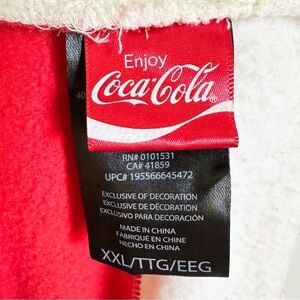 Enjoy
Coca-Cola
RN# 0101531
CA# 41859
UPC# 195566645472
EXCLUSIVE OF DECORATION
EXCLUSIVE DE DÉCORATION
EXCLUSIVO PARA DECORACIÓN
MADE IN CHINA
FABRIQUÉ EN CHINE
HECHO EN CHINA
XXL/TTG/EEG